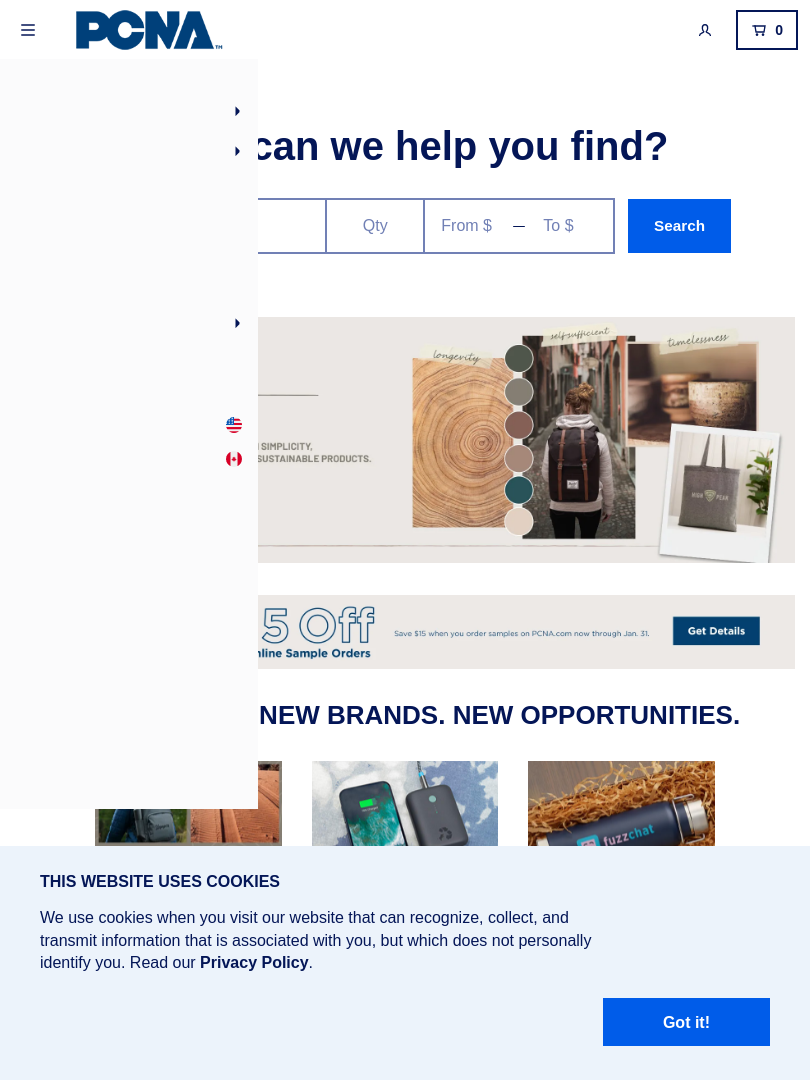 PCNA™
0
can we help you find?
Qty
From $ — To $
Search
longevity
self-sufficient
timelessness
SIMPLICITY,
SUSTAINABLE PRODUCTS.
HIGH PEAK
5 Off
nline Sample Orders
Save $15 when you order samples on PCNA.com now through Jan. 31.
Get Details
NEW BRANDS. NEW OPPORTUNITIES.
fuzzchat
THIS WEBSITE USES COOKIES
We use cookies when you visit our website that can recognize, collect, and
transmit information that is associated with you, but which does not personally
identify you. Read our Privacy Policy.
Got it!